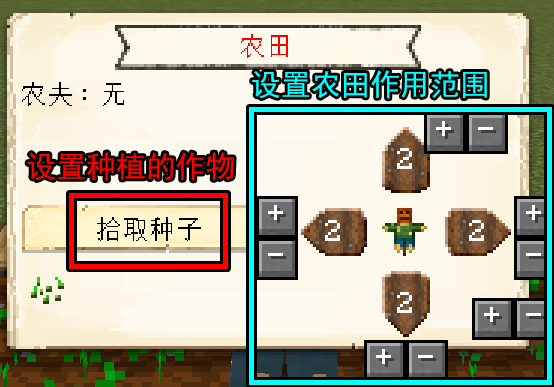 农田
设置农田作用范围
农夫：无
+ -
2
设置种植的作物
+ 2 2 +
- -
拾取种子
2
+ -
+ -